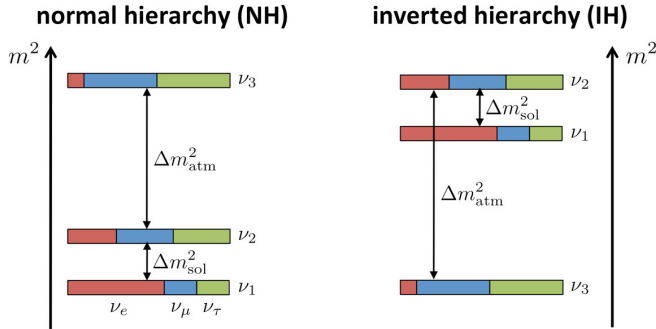 normal hierarchy (NH)
inverted hierarchy (IH)
m²
ν₃
Δm²atm
ν₂
Δm²sol
ν₁
νe νμ ντ
m²
ν₂
Δm²sol
ν₁
Δm²atm
ν₃